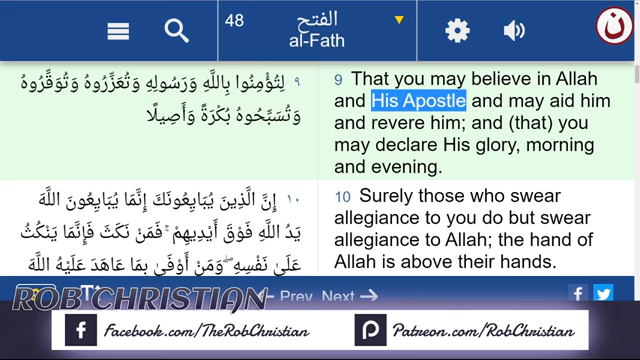 48
الفتح
al-Fath
٩ لِتُؤْمِنُوا بِاللَّهِ وَرَسُولِهِ وَتُعَزِّرُوهُ وَتُوَقِّرُوهُ
وَتُسَبِّحُوهُ بُكْرَةً وَأَصِيلًا
9 That you may believe in Allah
and His Apostle and may aid him
and revere him; and (that) you
may declare His glory, morning
and evening.
١٠ إِنَّ الَّذِينَ يُبَايِعُونَكَ إِنَّمَا يُبَايِعُونَ اللَّهَ
يَدُ اللَّهِ فَوْقَ أَيْدِيهِمْ ۚ فَمَنْ نَكَثَ فَإِنَّمَا يَنْكُثُ
عَلَىٰ نَفْسِهِ ۖ وَمَنْ أَوْفَىٰ بِمَا عَاهَدَ عَلَيْهُ اللَّهَ
10 Surely those who swear
allegiance to you do but swear
allegiance to Allah; the hand of
Allah is above their hands.
ROB CHRISTIAN
← Prev Next →
Facebook.com/TheRobChristian
Patreon.com/RobChristian